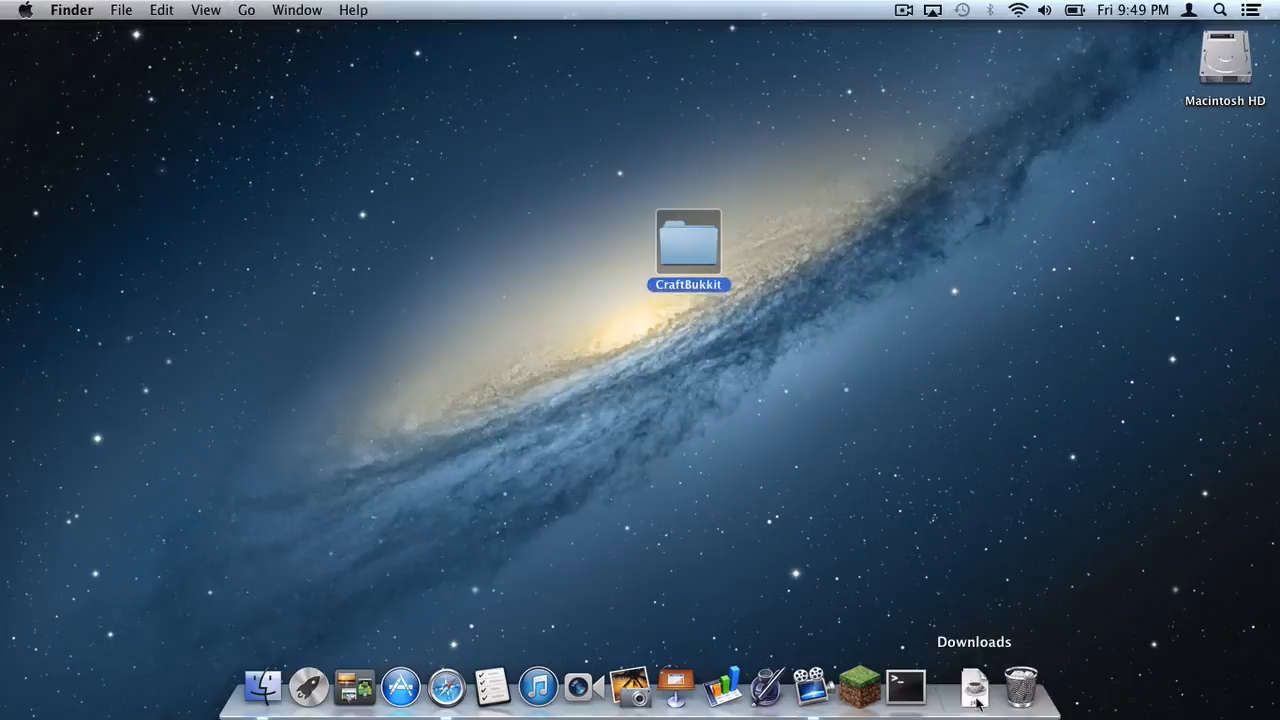 Finder File Edit View Go Window Help Fri 9:49 PM
Macintosh HD
CraftBukkit
Downloads